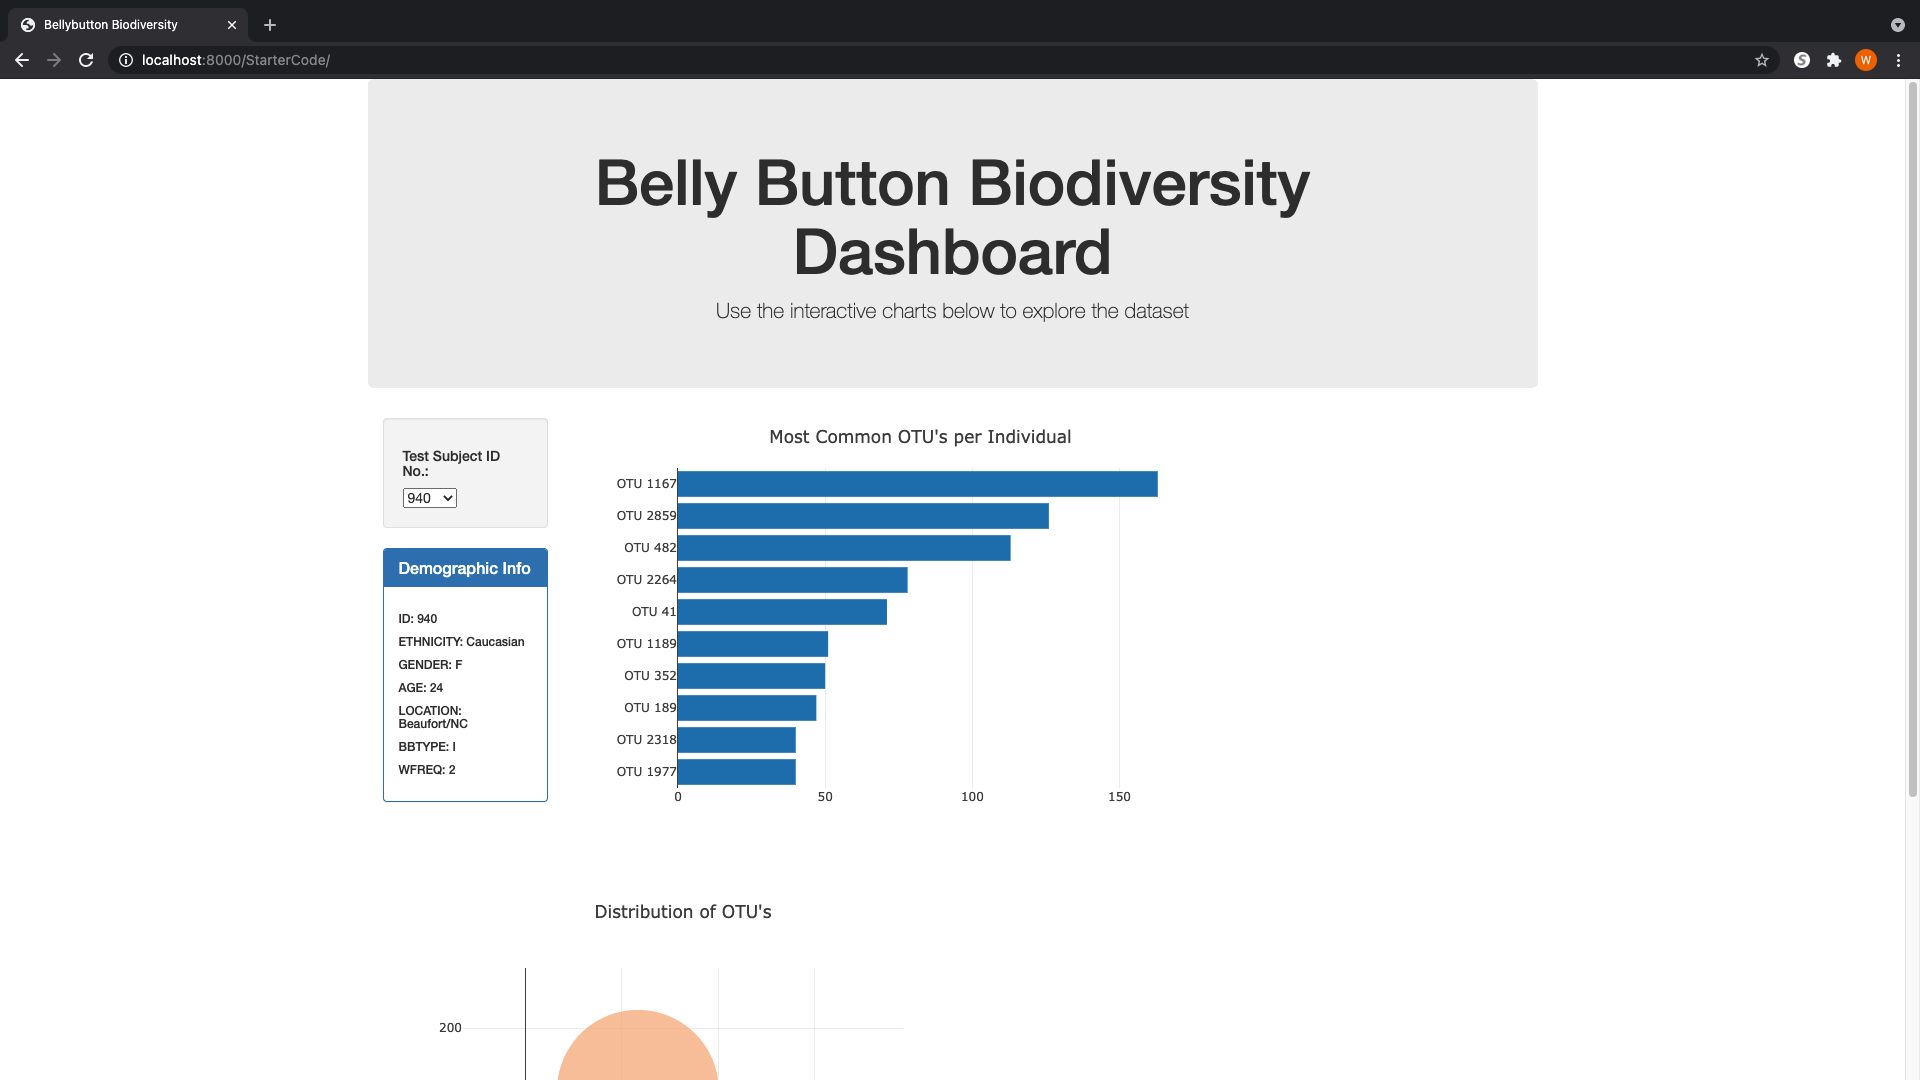 Bellybutton Biodiversity
localhost:8000/StarterCode/
W
Belly Button Biodiversity
Dashboard
Use the interactive charts below to explore the dataset
Test Subject ID
No.:
940
Demographic Info
ID: 940
ETHNICITY: Caucasian
GENDER: F
AGE: 24
LOCATION:
Beaufort/NC
BBTYPE: I
WFREQ: 2
Most Common OTU's per Individual
OTU 1167
OTU 2859
OTU 482
OTU 2264
OTU 41
OTU 1189
OTU 352
OTU 189
OTU 2318
OTU 1977
0 50 100 150
Distribution of OTU's
200